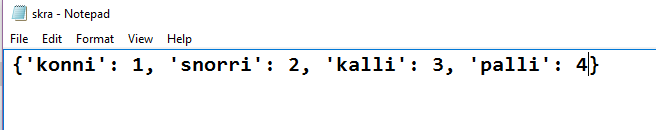 skra - Notepad
File Edit Format View Help
{'konni': 1, 'snorri': 2, 'kalli': 3, 'palli': 4}